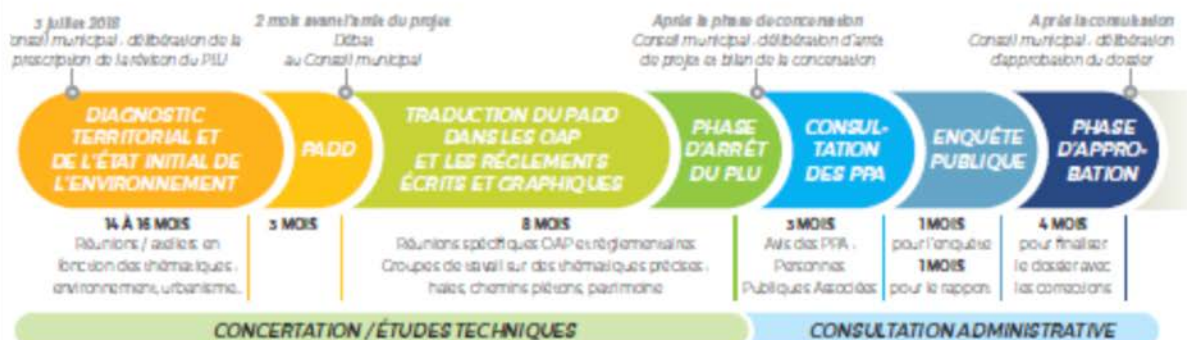 3 juillet 2018
onseil municipal : délibération de la
prescription de la révision du PLU
2 mois avant l'arrêt du projet
Débat
au Conseil municipal
Après la phase de concertation
Conseil municipal : délibération d'arrêt
de projet et bilan de la concertation
Après la consultation
Conseil municipal : délibération
d'approbation du dossier
DIAGNOSTIC
TERRITORIAL ET
DE L'ÉTAT INITIAL DE
L'ENVIRONNEMENT
PADD
TRADUCTION DU PADD
DANS LES OAP
ET LES RÉGLEMENTS
ÉCRITS ET GRAPHIQUES
PHASE
D'ARRÊT
DU PLU
CONSUL-
TATION
DES PPA
ENQUÊTE
PUBLIQUE
PHASE
D'APPRO-
BATION
14 À 16 MOIS
Réunions / ateliers en
fonction des thématiques :
environnement, urbanisme...
3 MOIS
8 MOIS
Réunions spécifiques OAP et réglementaires
Groupes de travail sur des thématiques précises :
haies, chemins piétons, patrimoine
3 MOIS
Avis des PPA :
Personnes
Publiques Associées
1 MOIS
pour l'enquête
1 MOIS
pour le rapport
4 MOIS
pour finaliser
le dossier avec
les corrections
CONCERTATION / ÉTUDES TECHNIQUES
CONSULTATION ADMINISTRATIVE